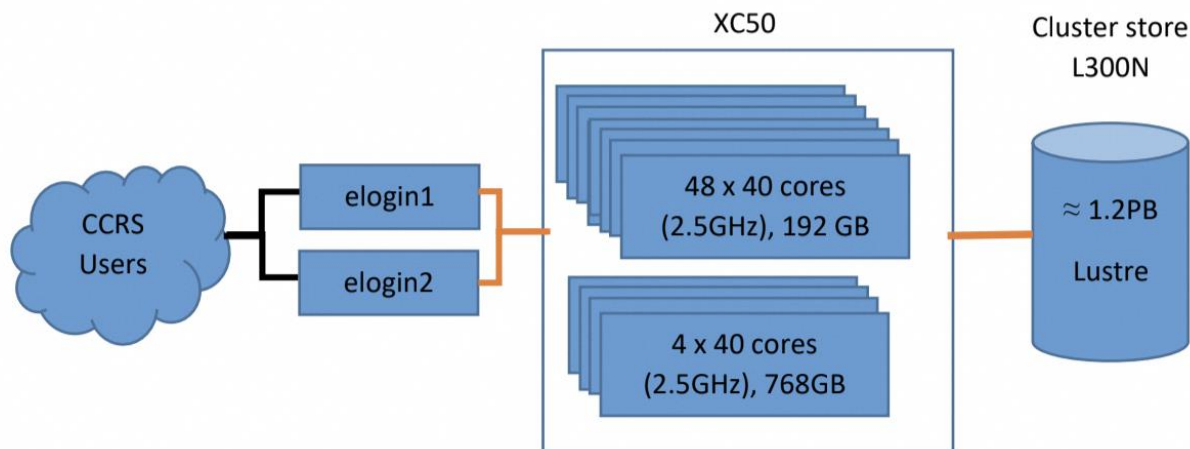 XC50
Cluster store
L300N
CCRS
Users
elogin1
elogin2
48 x 40 cores
(2.5GHz), 192 GB
4 x 40 cores
(2.5GHz), 768GB
≈ 1.2PB
Lustre